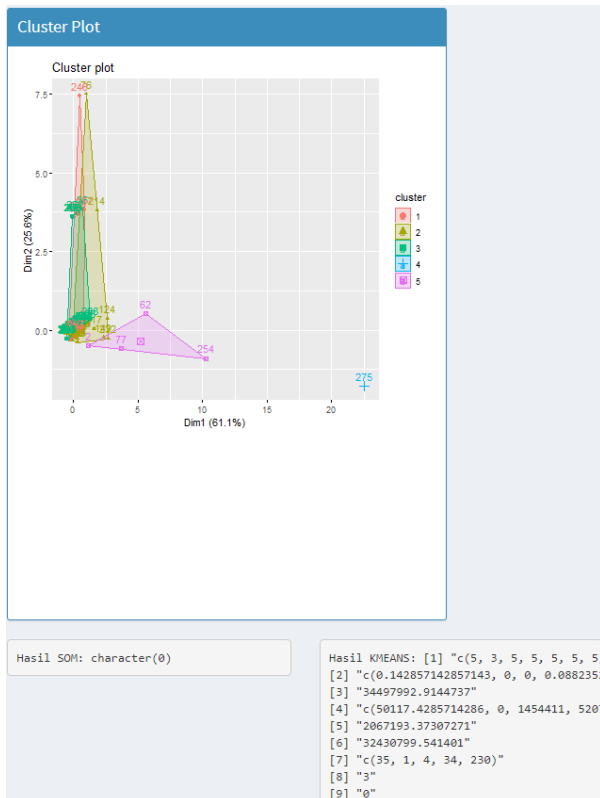 Cluster Plot
Cluster plot
7.5
5.0
2.5
0.0
Dim2 (25.6%)
0
5
10
15
20
Dim1 (61.1%)
76
214
124
62
77
254
275
cluster
1
2
3
4
5
Hasil SOM: character(0)
Hasil KMEANS: [1] "c(5, 3, 5, 5, 5, 5, 5
[2] "c(0.142857142857143, 0, 0, 0.088235
[3] "34497992.9144737"
[4] "c(50117.4285714286, 0, 1454411, 520
[5] "2067193.37307271"
[6] "32430799.541401"
[7] "c(35, 1, 4, 34, 230)"
[8] "3"
[9] "0"